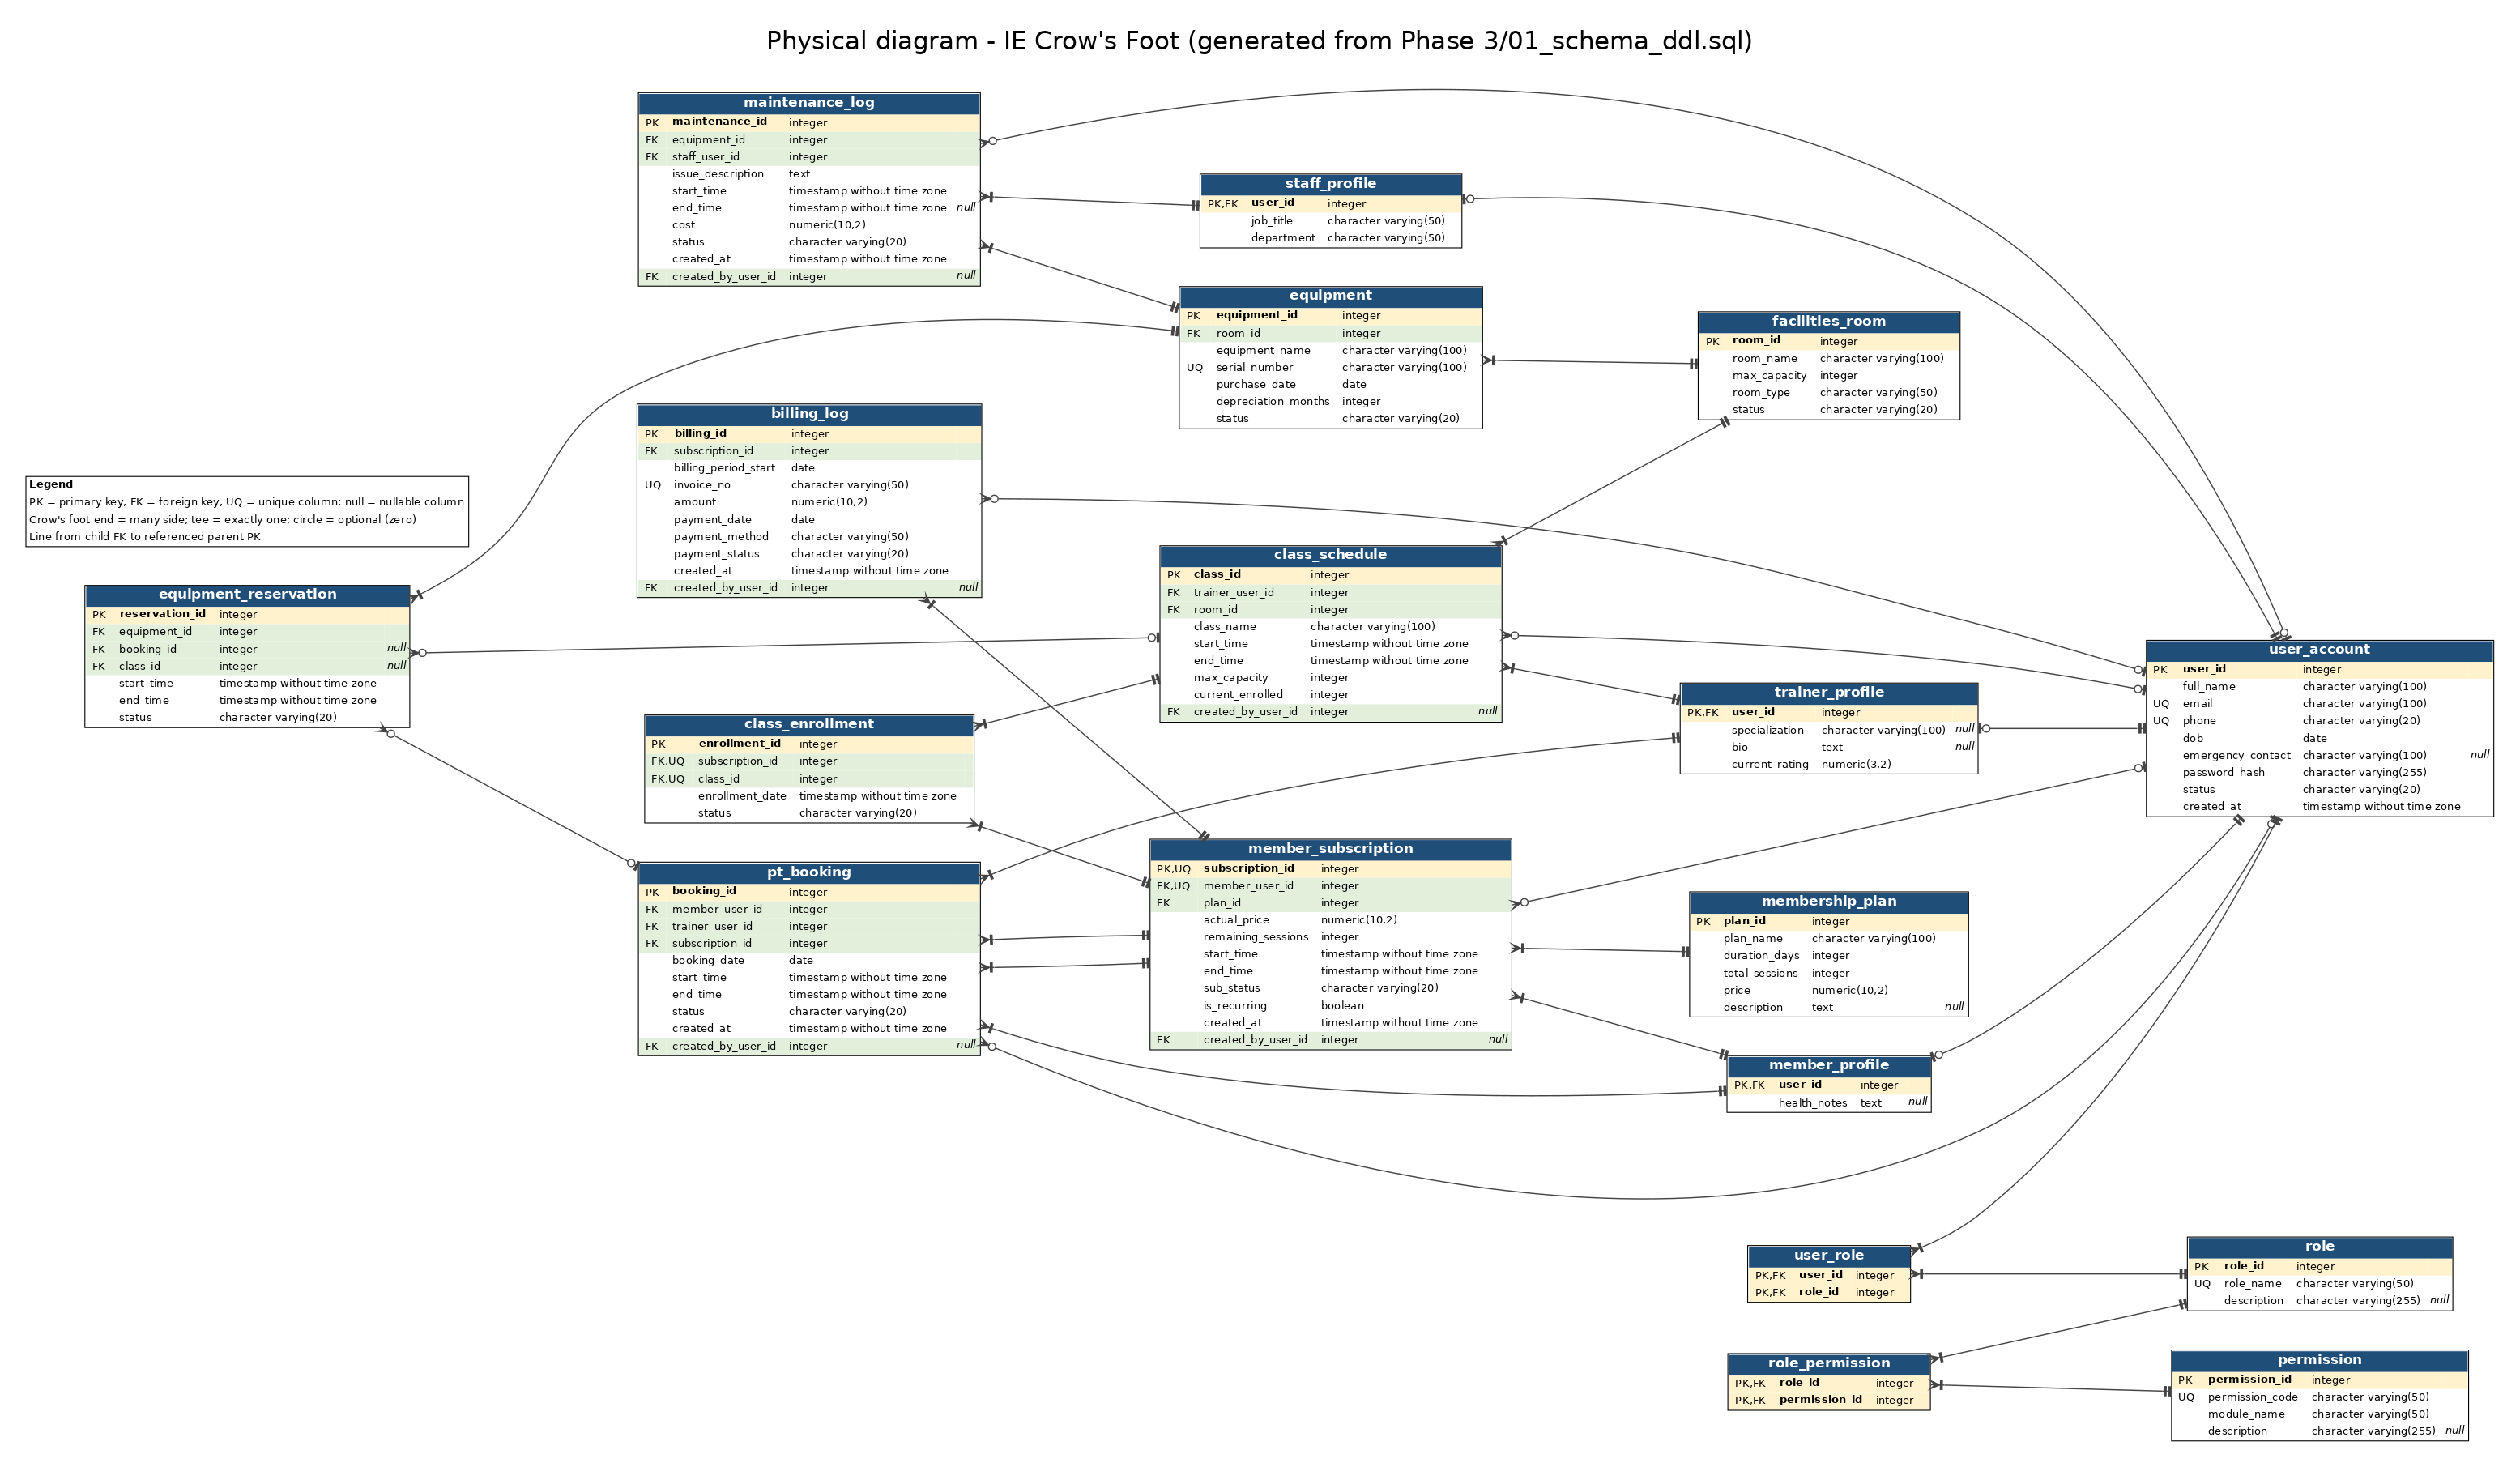 Physical diagram - IE Crow's Foot (generated from Phase 3/01_schema_ddl.sql)
maintenance_log
PK maintenance_id integer
FK equipment_id integer
FK staff_user_id integer
issue_description text
start_time timestamp without time zone
end_time timestamp without time zone null
cost numeric(10,2)
status character varying(20)
created_at timestamp without time zone
FK created_by_user_id integer null
staff_profile
PK,FK user_id integer
job_title character varying(50)
department character varying(50)
equipment
PK equipment_id integer
FK room_id integer
equipment_name character varying(100)
UQ serial_number character varying(100)
purchase_date date
depreciation_months integer
status character varying(20)
facilities_room
PK room_id integer
room_name character varying(100)
max_capacity integer
room_type character varying(50)
status character varying(20)
billing_log
PK billing_id integer
FK subscription_id integer
billing_period_start date
UQ invoice_no character varying(50)
amount numeric(10,2)
payment_date date
payment_method character varying(50)
payment_status character varying(20)
created_at timestamp without time zone
FK created_by_user_id integer null
Legend
PK = primary key, FK = foreign key, UQ = unique column; null = nullable column
Crow's foot end = many side; tee = exactly one; circle = optional (zero)
Line from child FK to referenced parent PK
equipment_reservation
PK reservation_id integer
FK equipment_id integer
FK booking_id integer null
FK class_id integer null
start_time timestamp without time zone
end_time timestamp without time zone
status character varying(20)
class_schedule
PK class_id integer
FK trainer_user_id integer
FK room_id integer
class_name character varying(100)
start_time timestamp without time zone
end_time timestamp without time zone
max_capacity integer
current_enrolled integer
FK created_by_user_id integer null
user_account
PK user_id integer
full_name character varying(100)
UQ email character varying(100)
UQ phone character varying(20)
dob date
emergency_contact character varying(100) null
password_hash character varying(255)
status character varying(20)
created_at timestamp without time zone
trainer_profile
PK,FK user_id integer
specialization character varying(100) null
bio text null
current_rating numeric(3,2)
class_enrollment
PK enrollment_id integer
FK,UQ subscription_id integer
FK,UQ class_id integer
enrollment_date timestamp without time zone
status character varying(20)
pt_booking
PK booking_id integer
FK member_user_id integer
FK trainer_user_id integer
FK subscription_id integer
booking_date date
start_time timestamp without time zone
end_time timestamp without time zone
status character varying(20)
created_at timestamp without time zone
FK created_by_user_id integer null
member_subscription
PK,UQ subscription_id integer
FK,UQ member_user_id integer
FK plan_id integer
actual_price numeric(10,2)
remaining_sessions integer
start_time timestamp without time zone
end_time timestamp without time zone
sub_status character varying(20)
is_recurring boolean
created_at timestamp without time zone
FK created_by_user_id integer null
membership_plan
PK plan_id integer
plan_name character varying(100)
duration_days integer
total_sessions integer
price numeric(10,2)
description text null
member_profile
PK,FK user_id integer
health_notes text null
user_role
PK,FK user_id integer
PK,FK role_id integer
role
PK role_id integer
UQ role_name character varying(50)
description character varying(255) null
role_permission
PK,FK role_id integer
PK,FK permission_id integer
permission
PK permission_id integer
UQ permission_code character varying(50)
module_name character varying(50)
description character varying(255) null